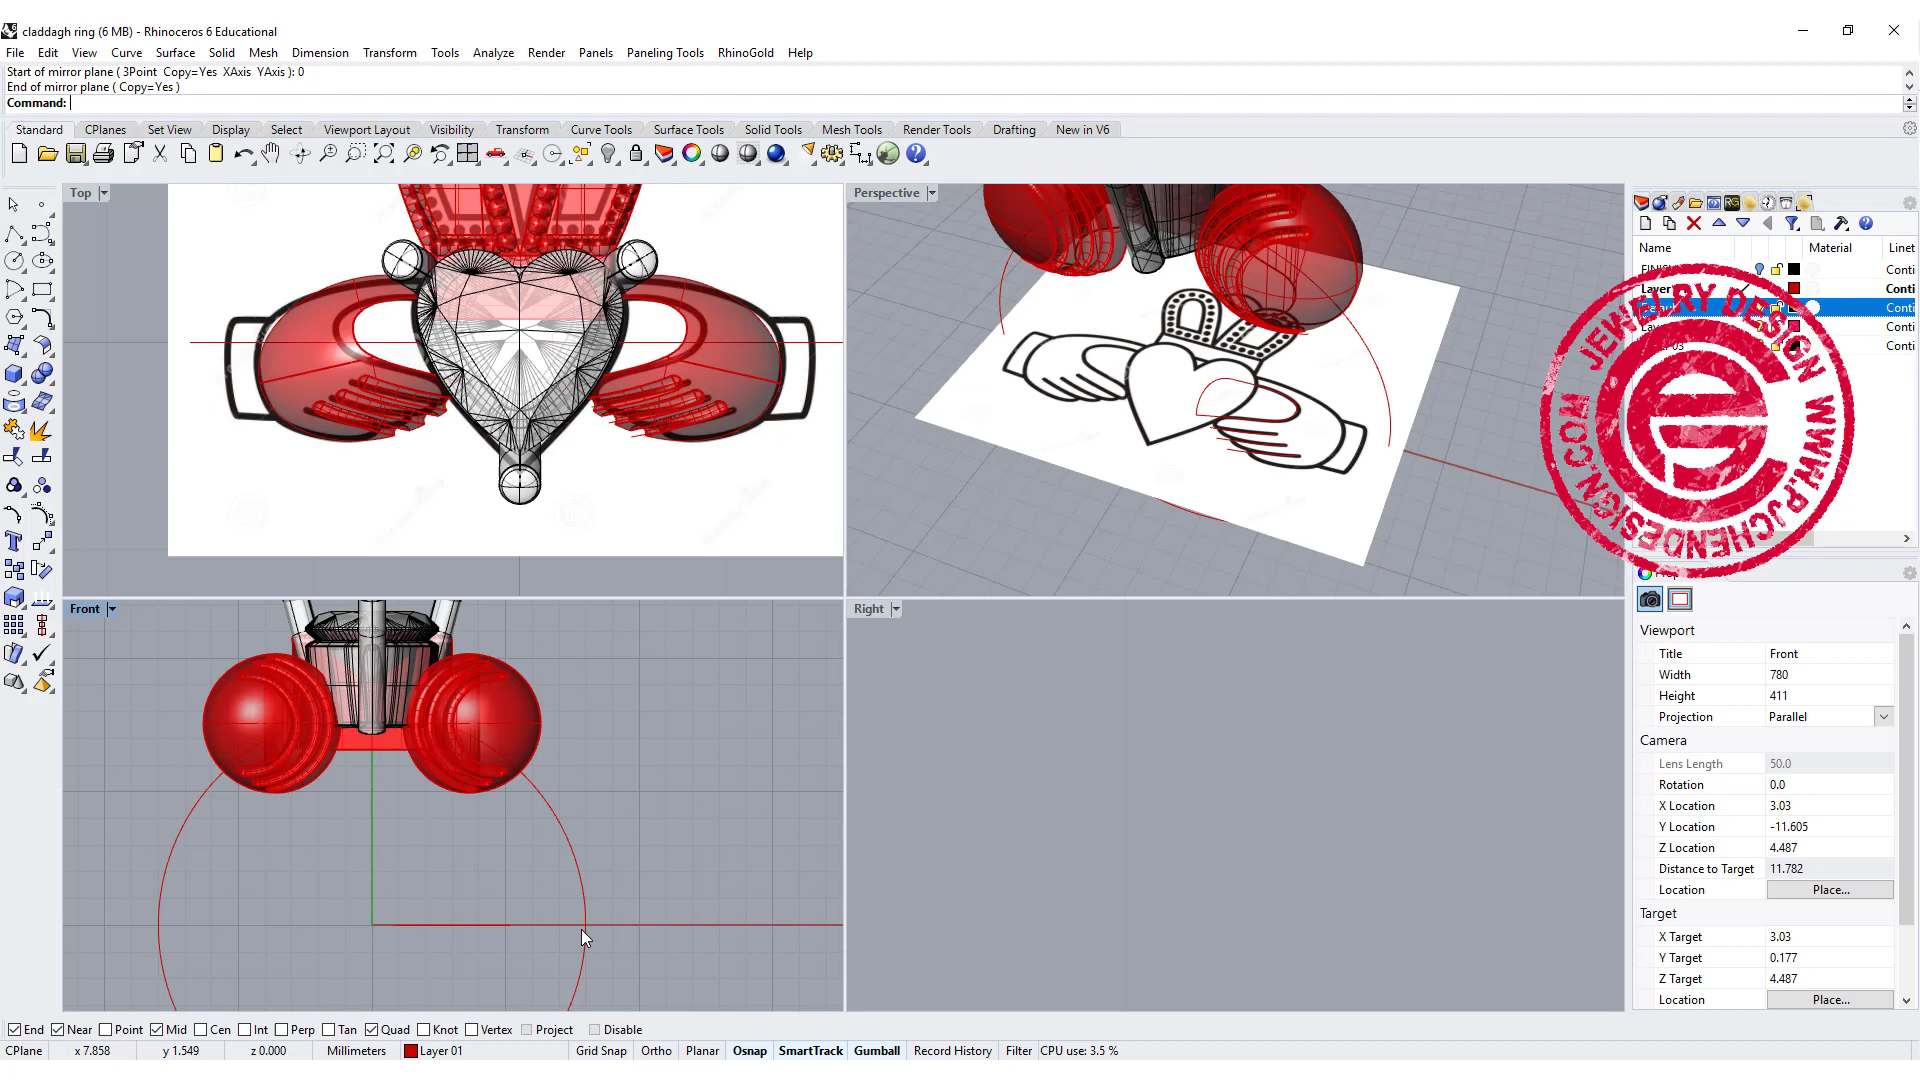 claddagh ring (6 MB) - Rhinoceros 6 Educational
File Edit View Curve Surface Solid Mesh Dimension Transform Tools Analyze Render Panels Paneling Tools RhinoGold Help
Start of mirror plane ( 3Point Copy=Yes XAxis YAxis ): 0
End of mirror plane ( Copy=Yes )
Command:
Standard CPlanes Set View Display Select Viewport Layout Visibility Transform Curve Tools Surface Tools Solid Tools Mesh Tools Render Tools Drafting New in V6
Top
Perspective
Name Material Linet
Conti
Conti
Conti
Conti
Conti
JEWELRY DESIGN WWW.PJCHENDESIGN.COM
Front
Right
Viewport
Title Front
Width 780
Height 411
Projection Parallel
Camera
Lens Length 50.0
Rotation 0.0
X Location 3.03
Y Location -11.605
Z Location 4.487
Distance to Target 11.782
Location Place...
Target
X Target 3.03
Y Target 0.177
Z Target 4.487
Location Place...
End Near Point Mid Cen Int Perp Tan Quad Knot Vertex Project Disable
CPlane x 7.858 y 1.549 z 0.000 Millimeters Layer 01 Grid Snap Ortho Planar Osnap SmartTrack Gumball Record History Filter CPU use: 3.5 %